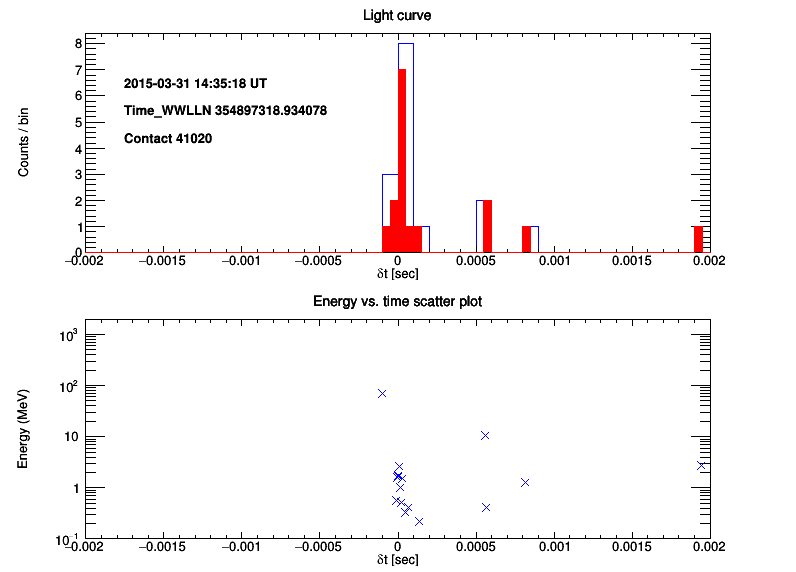 Light curve
8
7
6
5
4
3
2
1
0
Counts / bin
2015-03-31 14:35:18 UT
Time_WWLLN 354897318.934078
Contact 41020
−0.002 −0.0015 −0.001 −0.0005 0 0.0005 0.001 0.0015 0.002
δt [sec]
Energy vs. time scatter plot
10³
10²
10
1
10⁻¹
Energy (MeV)
−0.002 −0.0015 −0.001 −0.0005 0 0.0005 0.001 0.0015 0.002
δt [sec]